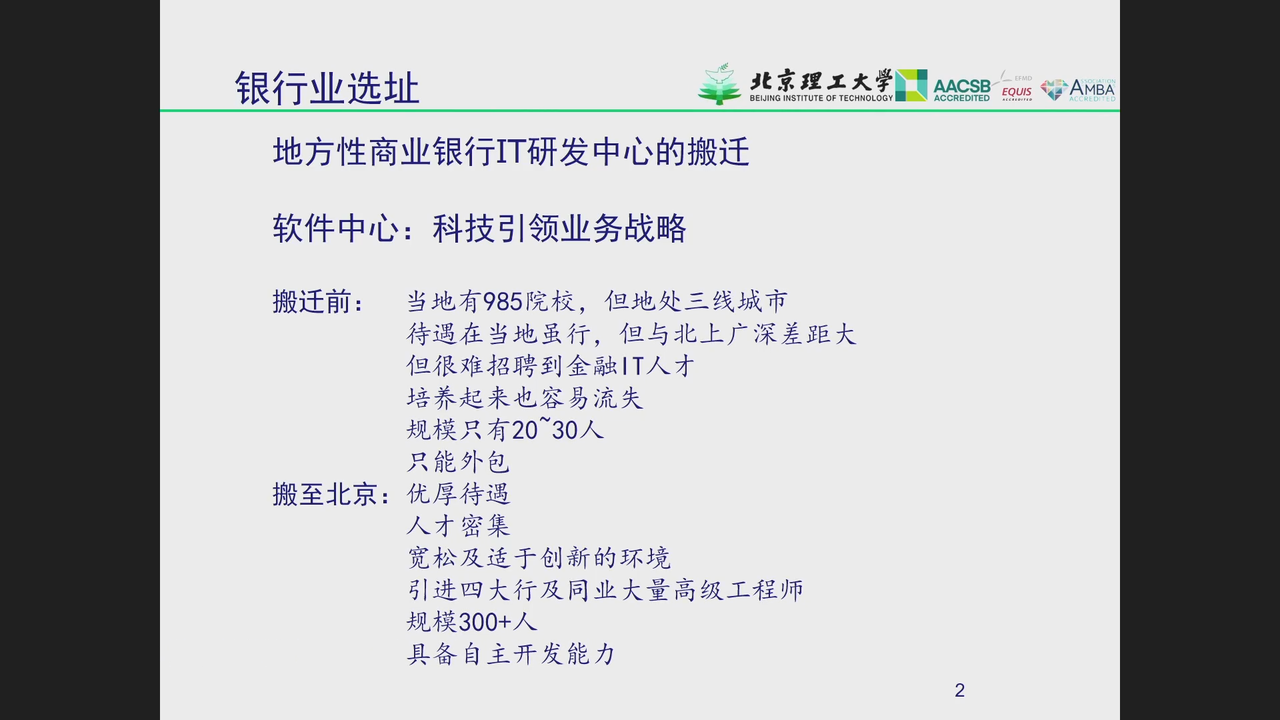 银行业选址
北京理工大学
BEIJING INSTITUTE OF TECHNOLOGY
AACSB
ACCREDITED
EFMD
EQUIS
ACCREDITED
ASSOCIATION
AMBA
ACCREDITED
地方性商业银行IT研发中心的搬迁
软件中心：科技引领业务战略
搬迁前： 当地有985院校，但地处三线城市
待遇在当地虽行，但与北上广深差距大
但很难招聘到金融IT人才
培养起来也容易流失
规模只有20~30人
只能外包
搬至北京：优厚待遇
人才密集
宽松及适于创新的环境
引进四大行及同业大量高级工程师
规模300+人
具备自主开发能力
2